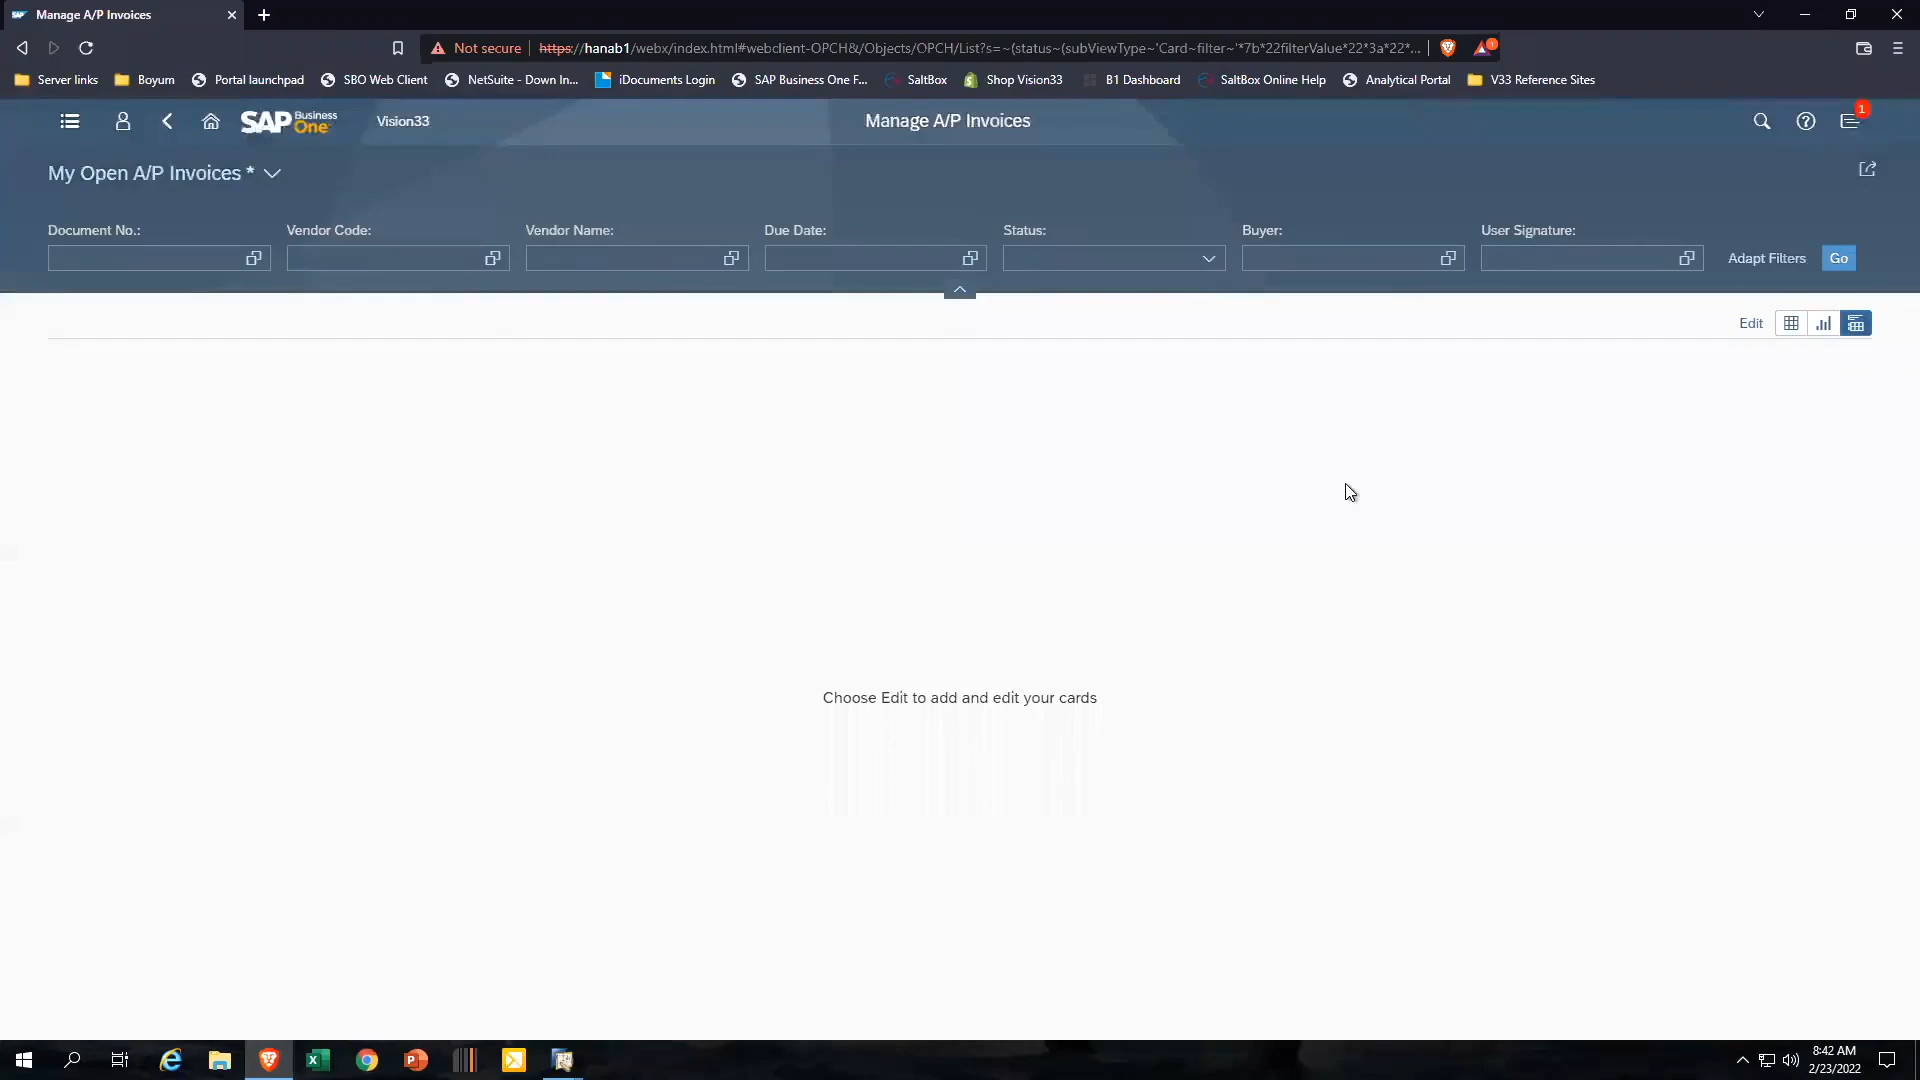 Manage A/P Invoices
Not secure https://hanab1/webx/index.html#webclient-OPCH&/Objects/OPCH/List?s=~(status~(subViewType~'Card~filter~'*7b*22filterValue*22*3a*22*... 1
Server links Boyum Portal launchpad SBO Web Client NetSuite - Down In... iDocuments Login SAP Business One F... SaltBox Shop Vision33 B1 Dashboard SaltBox Online Help Analytical Portal V33 Reference Sites
SAP Business One Vision33 Manage A/P Invoices 1
My Open A/P Invoices *
Document No.: Vendor Code: Vendor Name: Due Date: Status: Buyer: User Signature:
Adapt Filters Go
Edit
Choose Edit to add and edit your cards
8:42 AM
2/23/2022